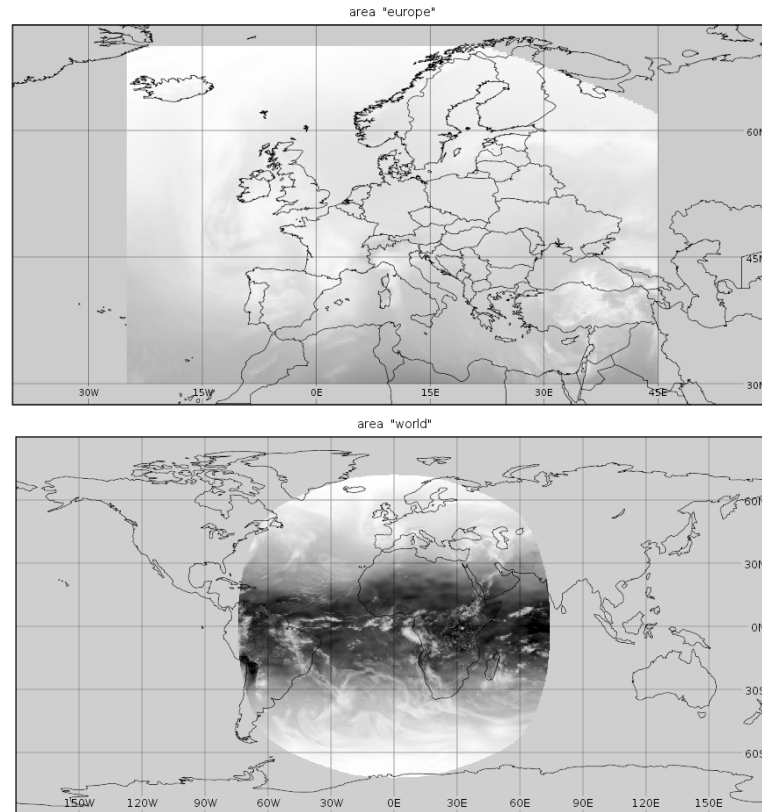 area "europe"
60N
45N
30N
30W 15W 0E 15E 30E 45E
area "world"
60N
30N
0N
30S
60S
150W 120W 90W 60W 30W 0E 30E 60E 90E 120E 150E